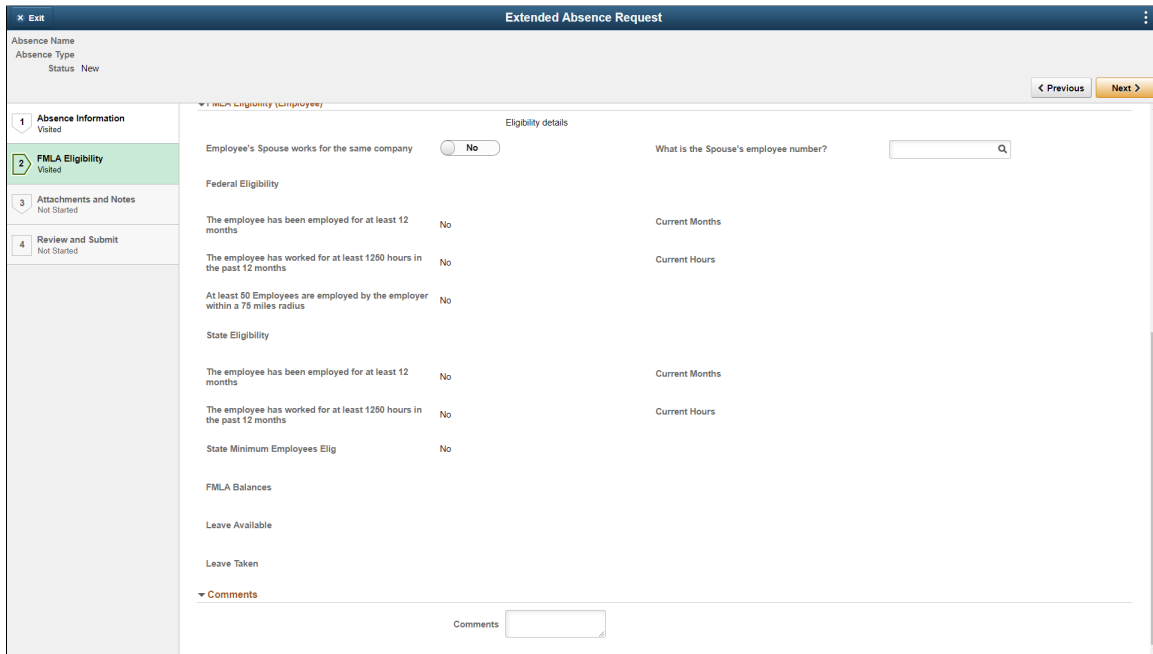 × Exit
Extended Absence Request
Absence Name
Absence Type
Status New
Previous
Next
1 Absence Information
Visited
2 FMLA Eligibility
Visited
3 Attachments and Notes
Not Started
4 Review and Submit
Not Started
FMLA Eligibility (Employee)
Eligibility details
Employee's Spouse works for the same company No What is the Spouse's employee number?
Federal Eligibility
The employee has been employed for at least 12
months
No
Current Months
The employee has worked for at least 1250 hours in
the past 12 months
No
Current Hours
At least 50 Employees are employed by the employer
within a 75 miles radius
No
State Eligibility
The employee has been employed for at least 12
months
No
Current Months
The employee has worked for at least 1250 hours in
the past 12 months
No
Current Hours
State Minimum Employees Elig No
FMLA Balances
Leave Available
Leave Taken
Comments
Comments